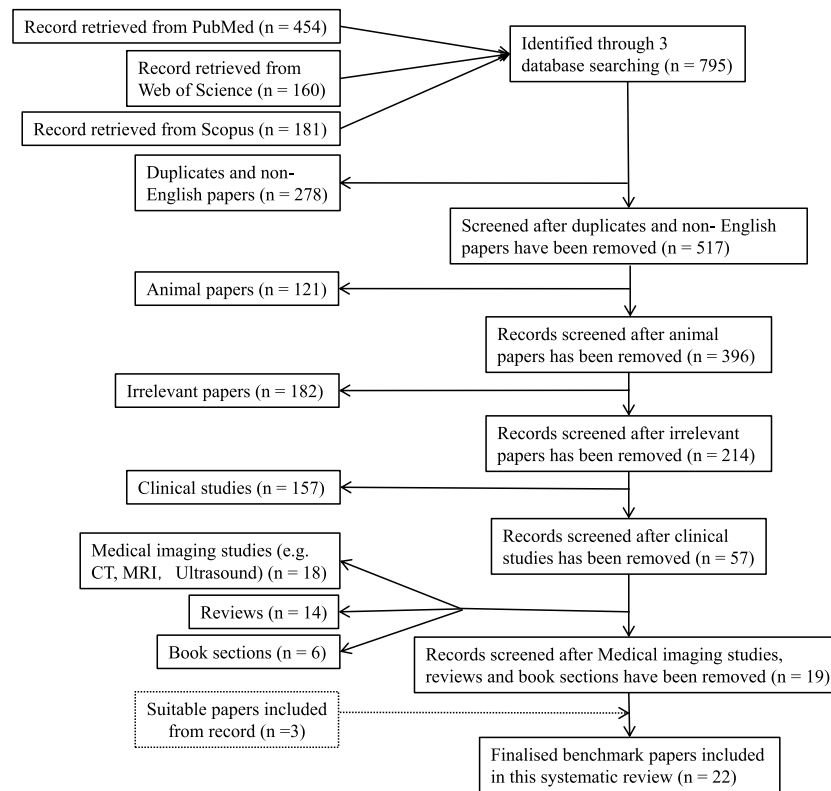 Record retrieved from PubMed (n = 454)
Record retrieved from
Web of Science (n = 160)
Record retrieved from Scopus (n = 181)
Identified through 3
database searching (n = 795)
Duplicates and non-
English papers (n = 278)
Screened after duplicates and non- English
papers have been removed (n = 517)
Animal papers (n = 121)
Records screened after animal
papers has been removed (n = 396)
Irrelevant papers (n = 182)
Records screened after irrelevant
papers has been removed (n = 214)
Clinical studies (n = 157)
Records screened after clinical
studies has been removed (n = 57)
Medical imaging studies (e.g.
CT, MRI, Ultrasound) (n = 18)
Reviews (n = 14)
Book sections (n = 6)
Records screened after Medical imaging studies,
reviews and book sections have been removed (n = 19)
Suitable papers included
from record (n =3)
Finalised benchmark papers included
in this systematic review (n = 22)